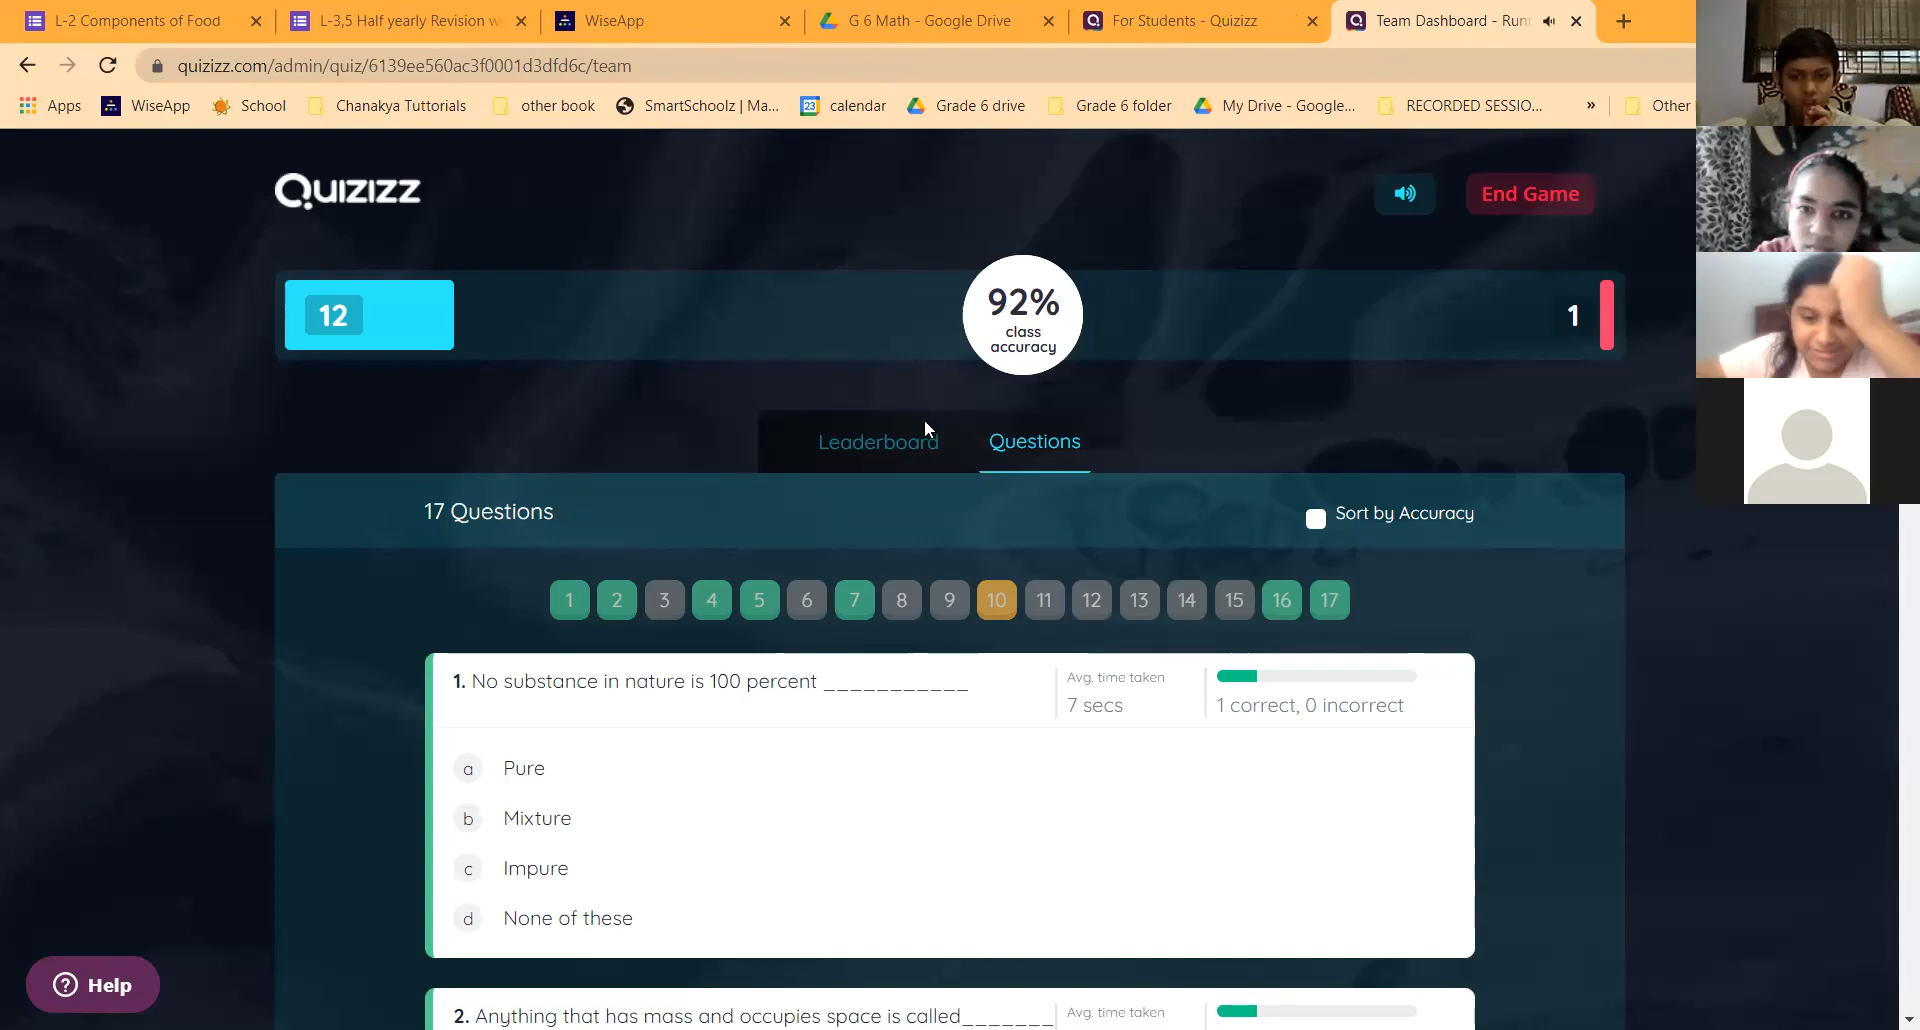 L-2 Components of Food
L-3,5 Half yearly Revision w
WiseApp
G 6 Math - Google Drive
For Students - Quizizz
Team Dashboard - Run
quizizz.com/admin/quiz/6139ee560ac3f0001d3dfd6c/team
Apps
WiseApp
School
Chanakya Tuttorials
other book
SmartSchoolz | Ma...
23
calendar
Grade 6 drive
Grade 6 folder
My Drive - Google...
RECORDED SESSIO...
»
Other
QUIZIZZ
End Game
12
92%
class
accuracy
1
Leaderboard
Questions
17 Questions
Sort by Accuracy
1 2 3 4 5 6 7 8 9 10 11 12 13 14 15 16 17
1. No substance in nature is 100 percent ___________
Avg. time taken
7 secs
1 correct, 0 incorrect
a Pure
b Mixture
c Impure
d None of these
? Help
2. Anything that has mass and occupies space is called_______
Avg. time taken